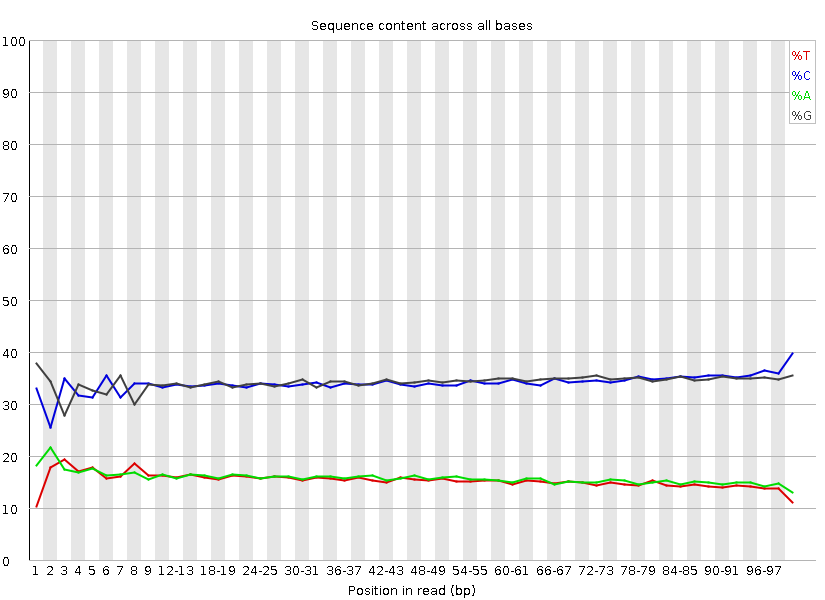 Sequence content across all bases
100
90
80
70
60
50
40
30
20
10
0
%T
%C
%A
%G
1 2 3 4 5 6 7 8 9 12-13 18-19 24-25 30-31 36-37 42-43 48-49 54-55 60-61 66-67 72-73 78-79 84-85 90-91 96-97
Position in read (bp)